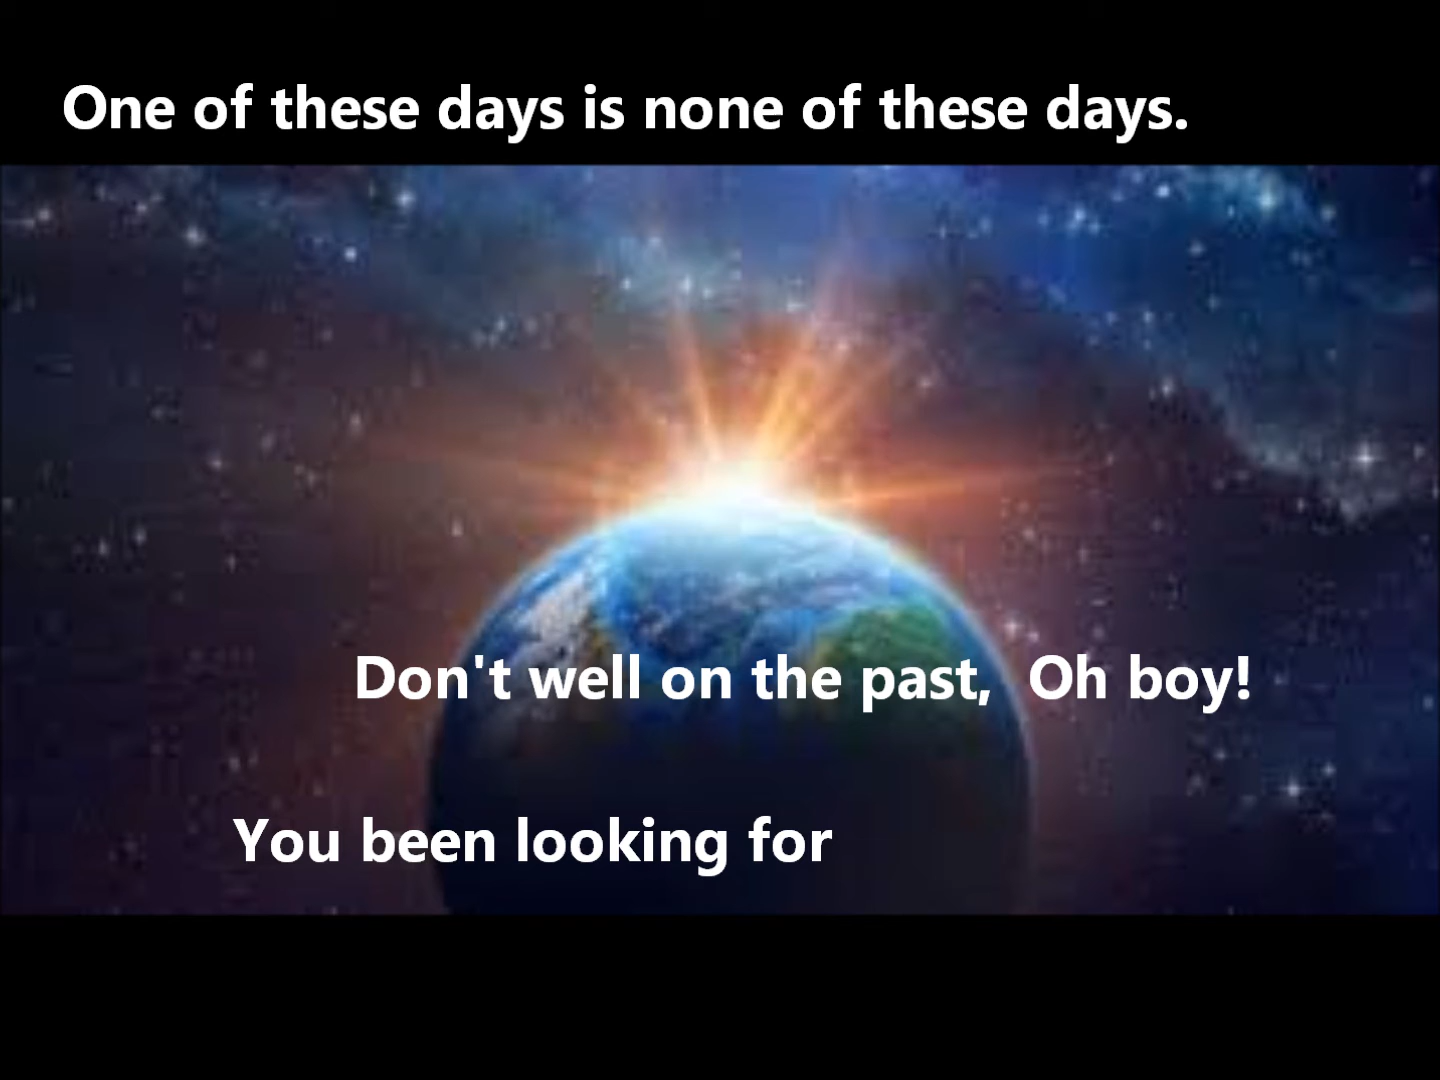 One of these days is none of these days.
Don't well on the past, Oh boy!
You been looking for